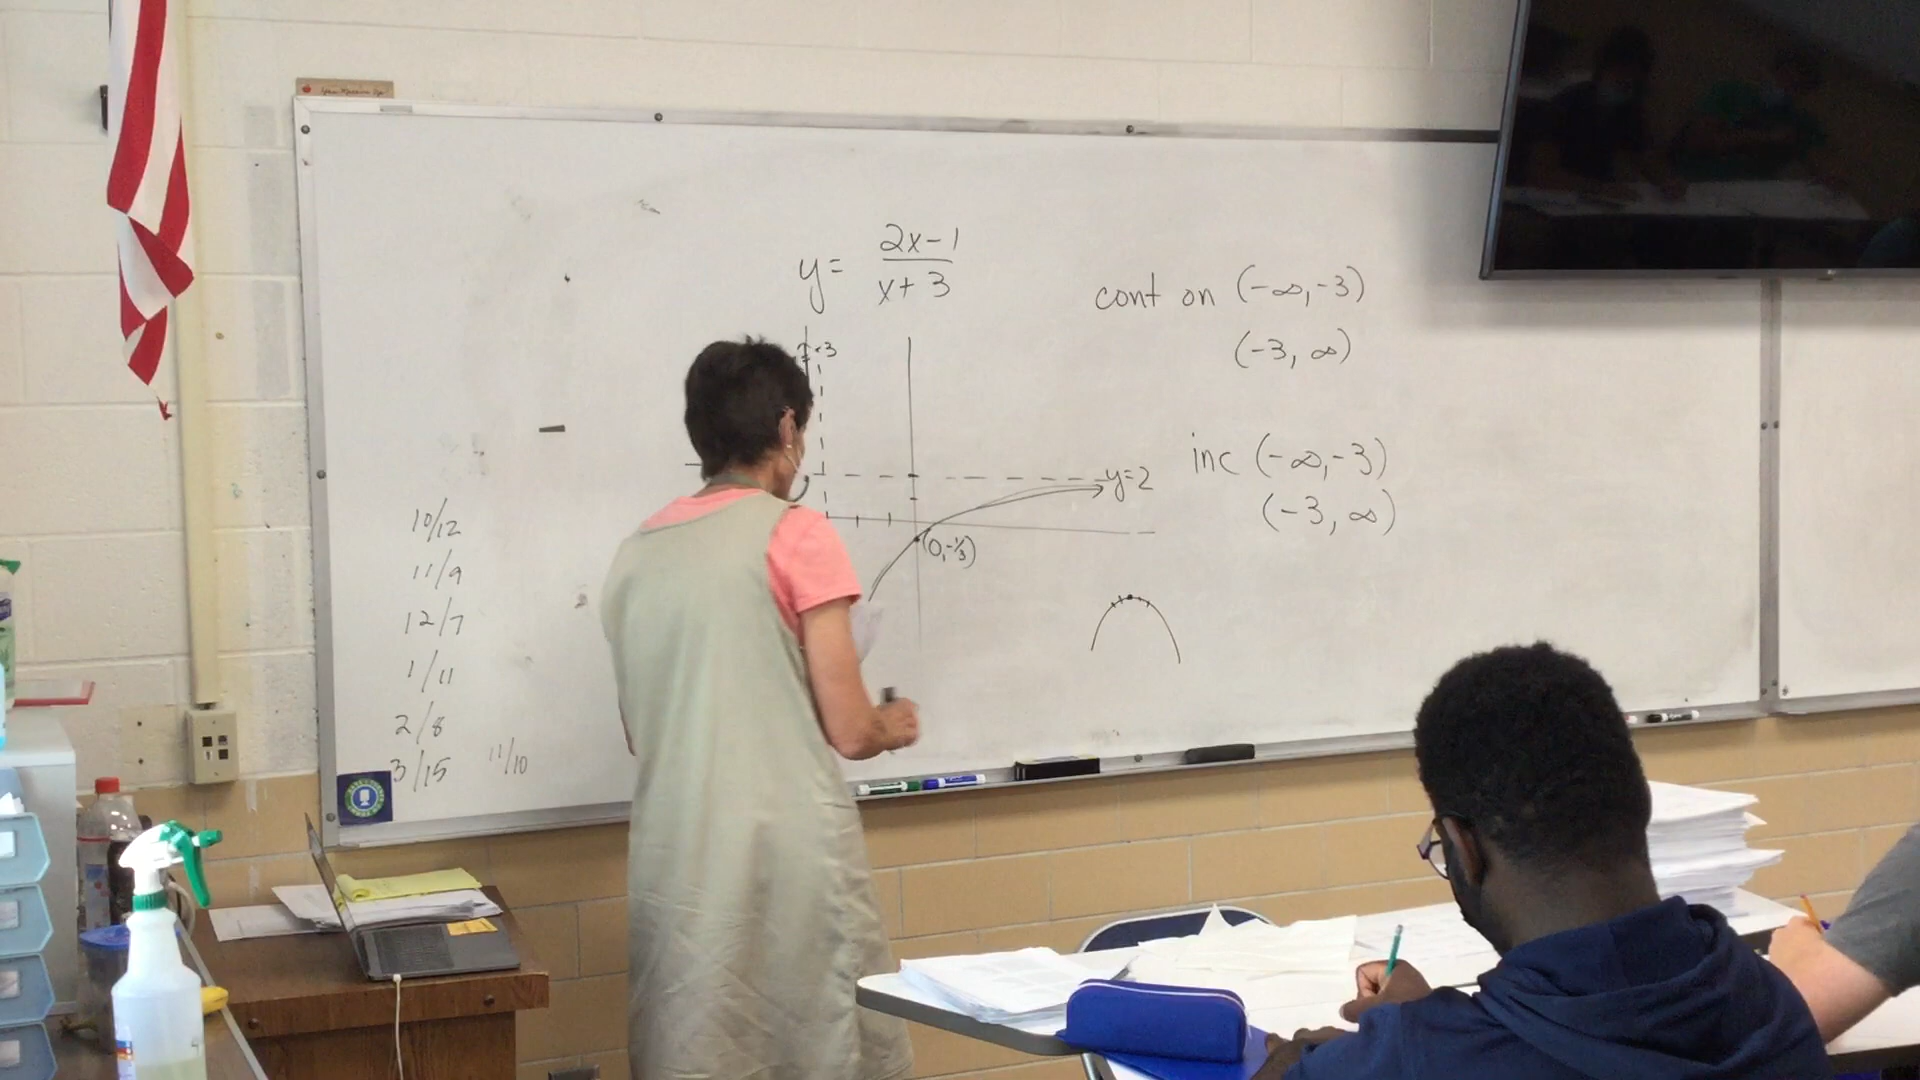 y = 2x-1
x+3
cont on (-∞,-3)
(-3, ∞)
inc (-∞,-3)
(-3, ∞)
y=2
(0,-1/3)
10/12
11/9
12/7
1/11
2/8
3/15 11/10